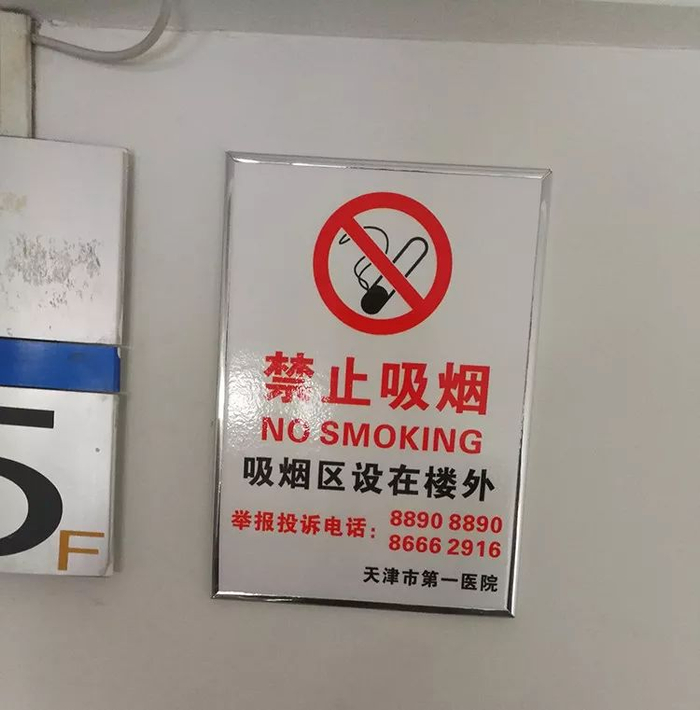 5F
禁止吸烟
NO SMOKING
吸烟区设在楼外
举报投诉电话：8890 8890
8666 2916
天津市第一医院